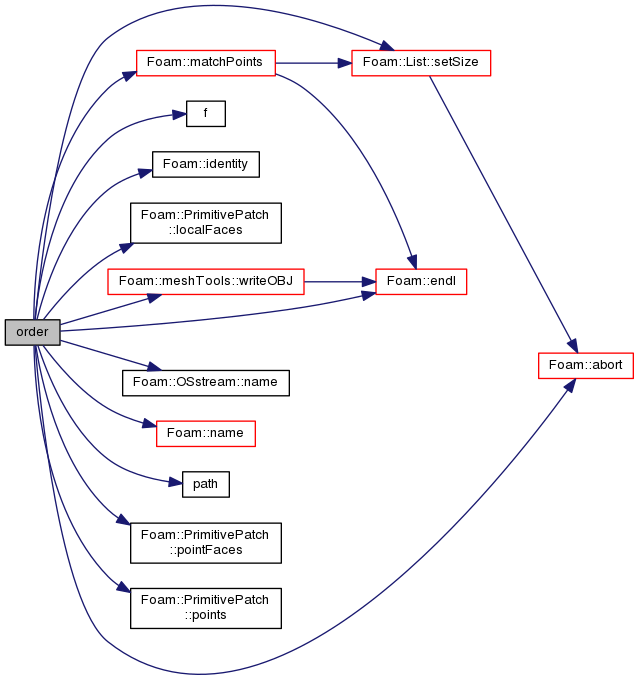 Foam::matchPoints
Foam::List::setSize
f
Foam::identity
Foam::PrimitivePatch
::localFaces
Foam::meshTools::writeOBJ
Foam::endl
order
Foam::abort
Foam::OSstream::name
Foam::name
path
Foam::PrimitivePatch
::pointFaces
Foam::PrimitivePatch
::points